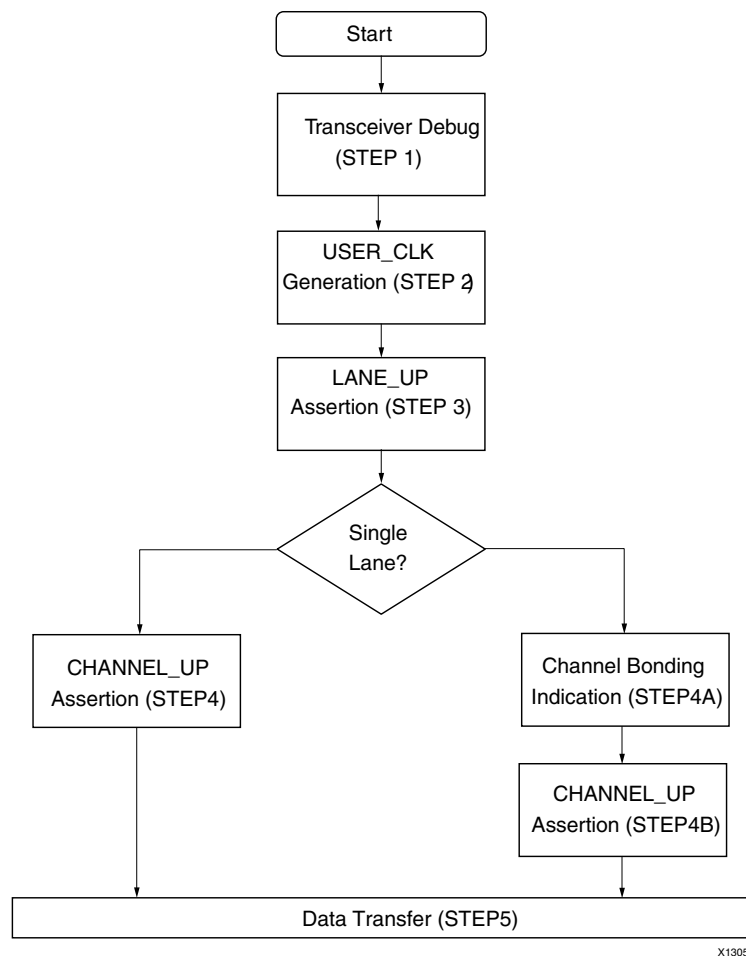 Start
Transceiver Debug
(STEP 1)
USER_CLK
Generation (STEP 2)
LANE_UP
Assertion (STEP 3)
Single
Lane?
CHANNEL_UP
Assertion (STEP4)
Channel Bonding
Indication (STEP4A)
CHANNEL_UP
Assertion (STEP4B)
Data Transfer (STEP5)
X1305